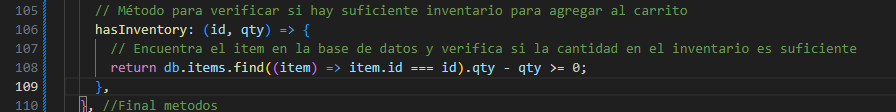 105 // Método para verificar si hay suficiente inventario para agregar al carrito
106 hasInventory: (id, qty) => {
107 // Encuentra el item en la base de datos y verifica si la cantidad en el inventario es suficiente
108 return db.items.find((item) => item.id === id).qty - qty >= 0;
109 },
110 }, //Final metodos